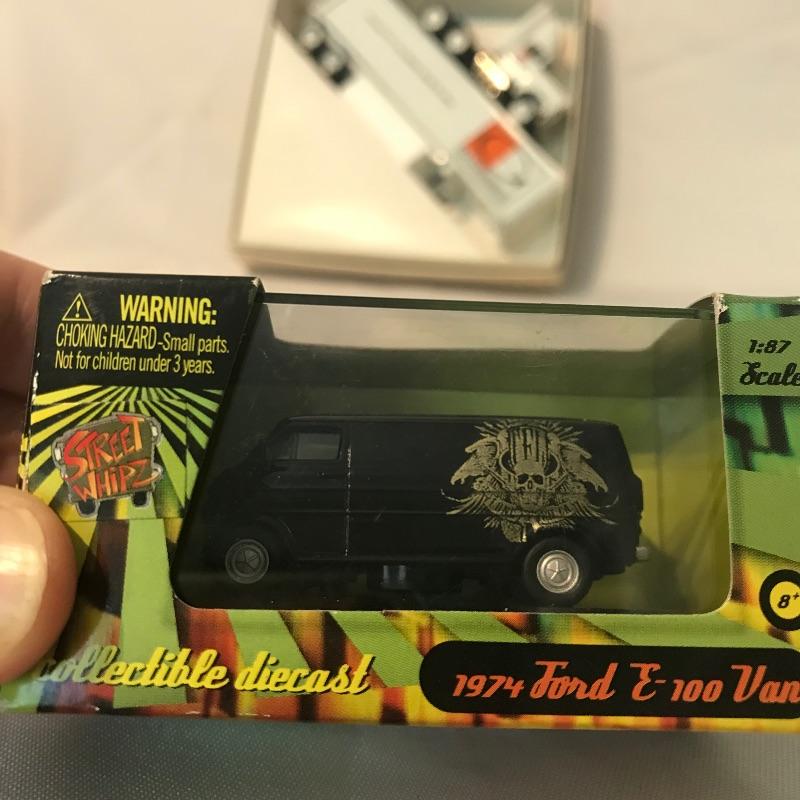 WARNING:
CHOKING HAZARD-Small parts.
Not for children under 3 years.
STREET
WHIPZ
1:87
Scale
8+
collectible diecast
1974 Ford E-100 Van